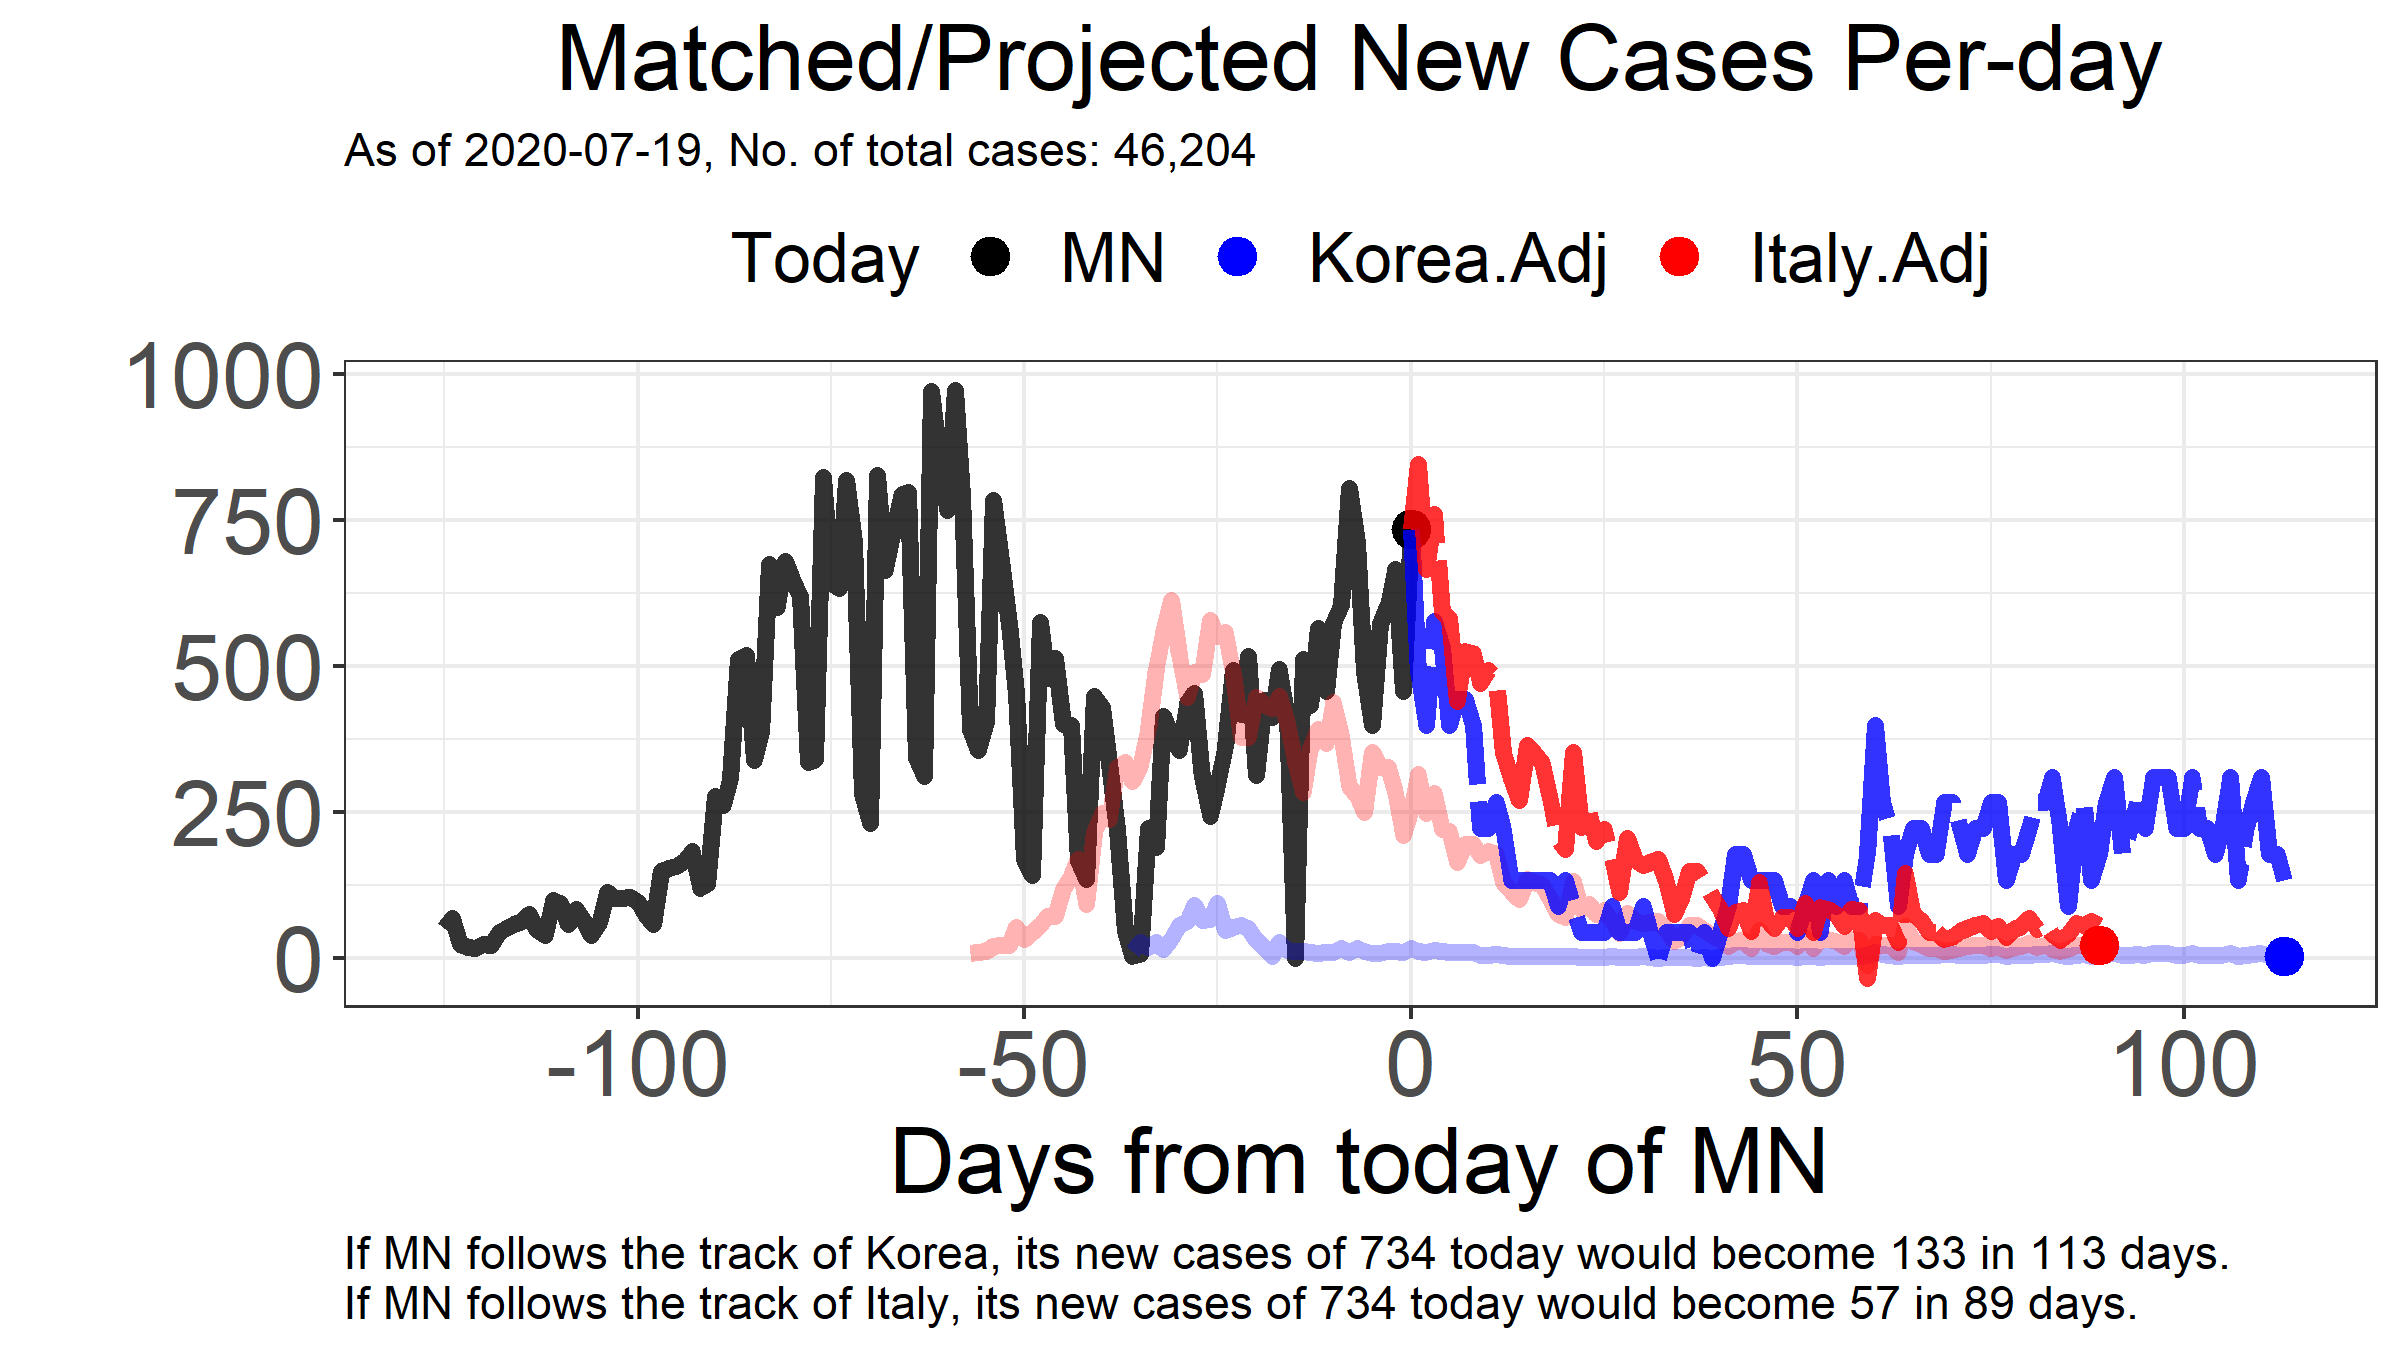 Matched/Projected New Cases Per-day
As of 2020-07-19, No. of total cases: 46,204
Today MN Korea.Adj Italy.Adj
1000
750
500
250
0
-100 -50 0 50 100
Days from today of MN
If MN follows the track of Korea, its new cases of 734 today would become 133 in 113 days.
If MN follows the track of Italy, its new cases of 734 today would become 57 in 89 days.